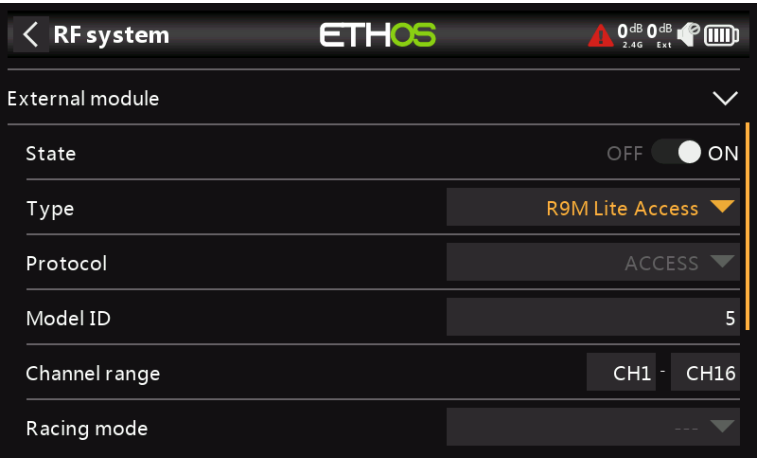 RF system
ETHOS
0dB 0dB
2.4G Ext
External module
State OFF ON
Type R9M Lite Access
Protocol ACCESS
Model ID 5
Channel range CH1 - CH16
Racing mode ---